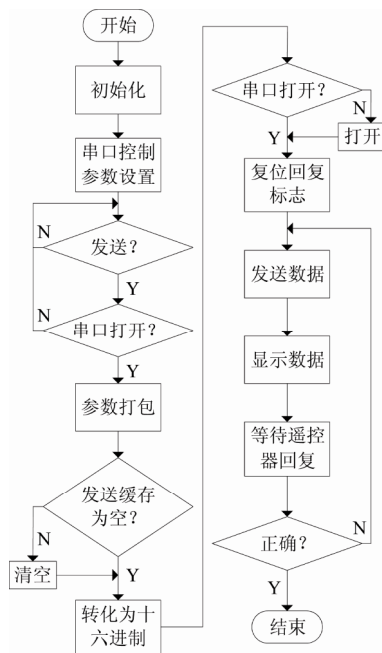 开始
初始化
串口控制
参数设置
N
发送？
Y
N
串口打开？
Y
参数打包
发送缓存
为空？
N
Y
清空
转化为十
六进制
串口打开？
N
Y
打开
复位回复
标志
发送数据
显示数据
等待遥控
器回复
N
正确？
Y
结束